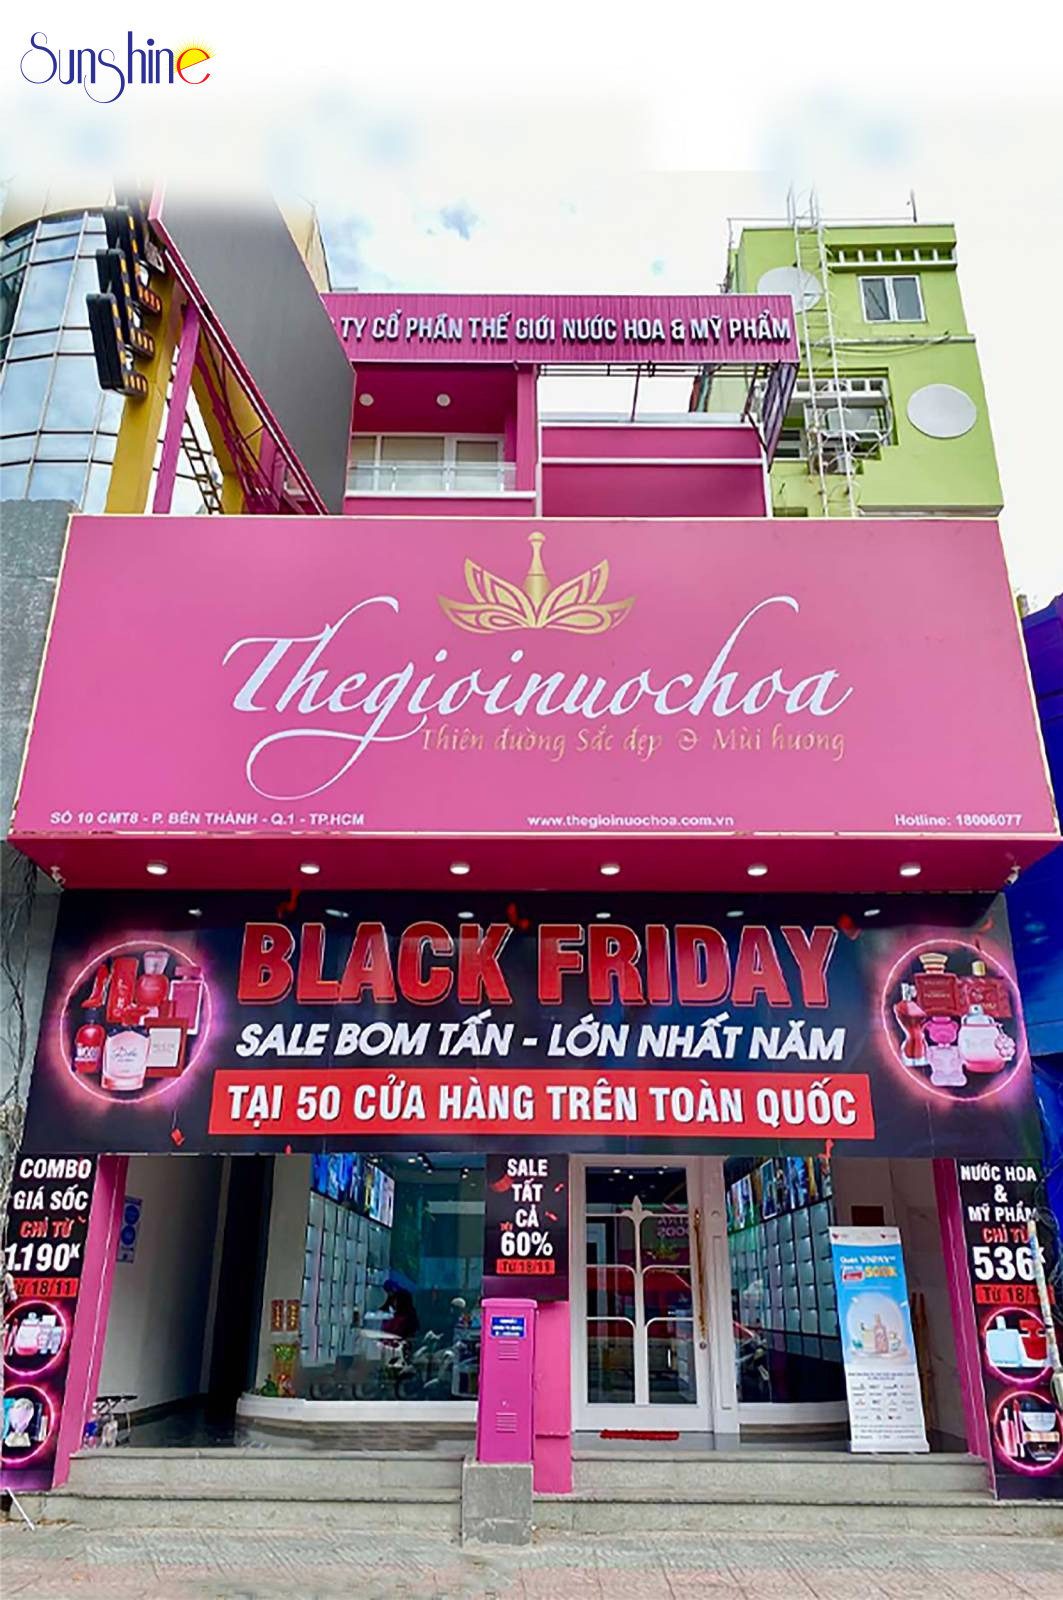 Sunshine
TY CỔ PHẦN THẾ GIỚI NƯỚC HOA & MỸ PHẨM
Thegioinuochoa
Thiên đường Sắc đẹp & Mùi hương
SỐ 10 CMT8 - P. BẾN THÀNH - Q.1 - TP.HCM
www.thegioinuochoa.com.vn
Hotline: 18006077
BLACK FRIDAY
SALE BOM TẤN - LỚN NHẤT NĂM
TẠI 50 CỬA HÀNG TRÊN TOÀN QUỐC
COMBO
GIÁ SỐC
CHỈ TỪ
1.190K
Từ 18/11
SALE
TẤT
CẢ
60%
Từ 18/11
NƯỚC HOA
&
MỸ PHẨM
CHỈ TỪ
536K
Từ 18/11
500K